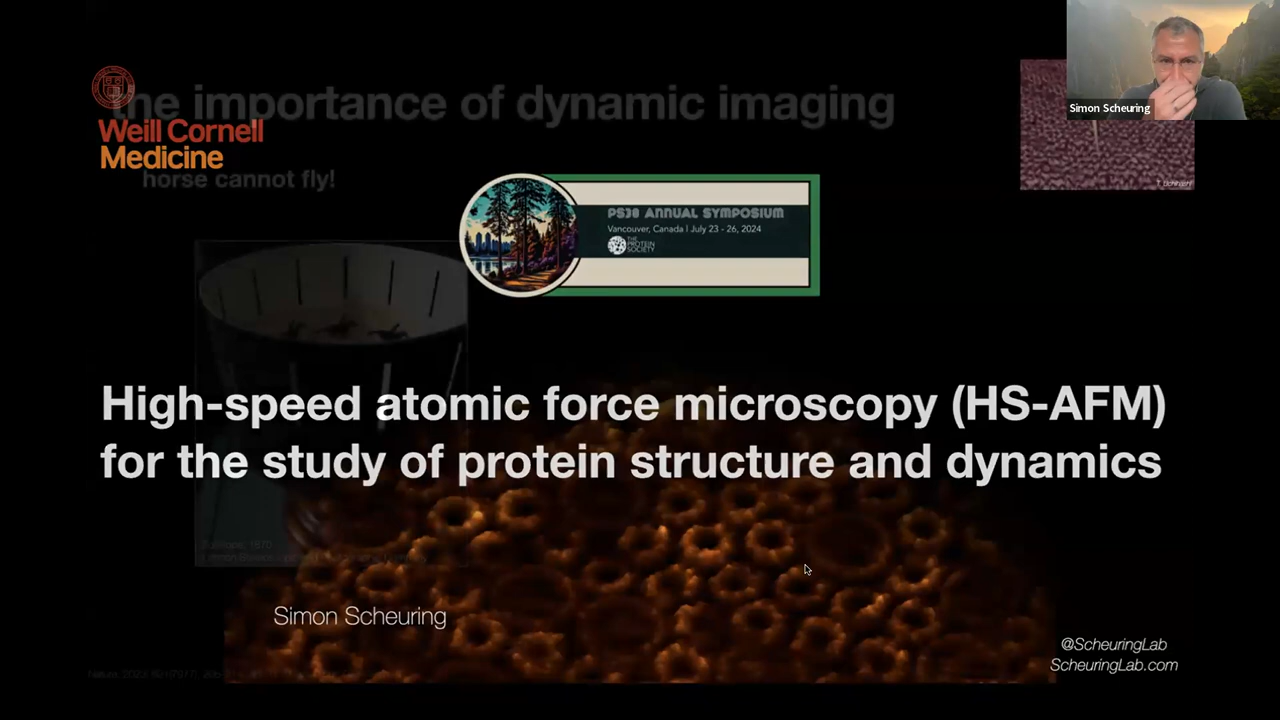 Simon Scheuring
the importance of dynamic imaging
Weill Cornell
Medicine
horse cannot fly!
PS38 ANNUAL SYMPOSIUM
Vancouver, Canada | July 23 - 26, 2024
THE
PROTEIN
SOCIETY
High-speed atomic force microscopy (HS-AFM)
for the study of protein structure and dynamics
Simon Scheuring
@ScheuringLab
ScheuringLab.com